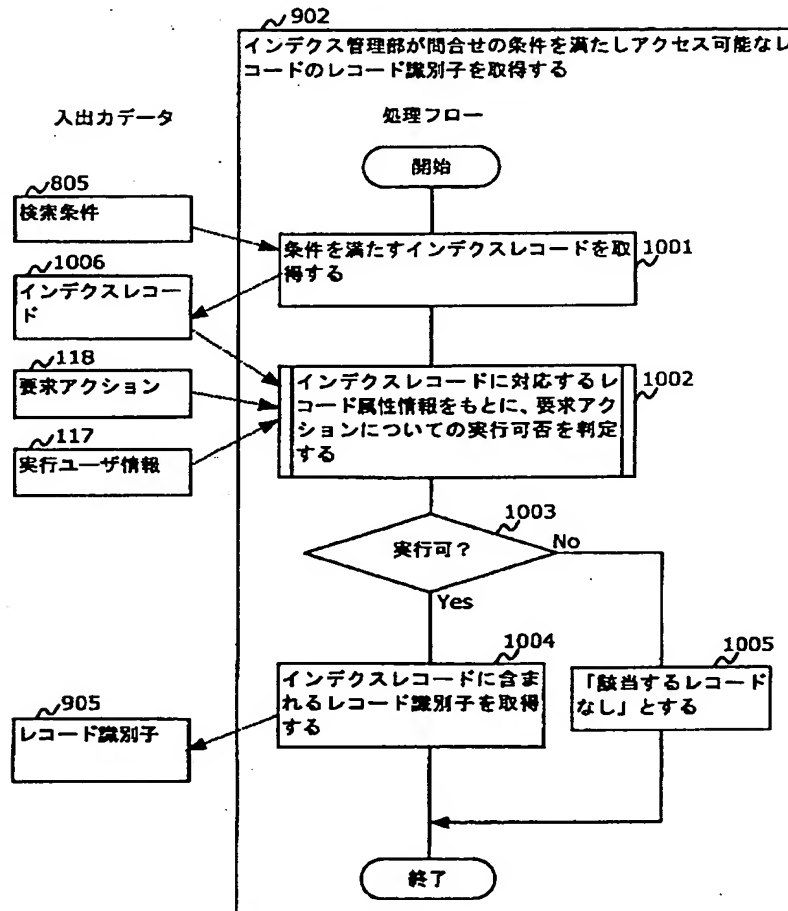 902
インデクス管理部が問合せの条件を満たしアクセス可能なレ
コードのレコード識別子を取得する
入出力データ
処理フロー
開始
805
検索条件
条件を満たすインデクスレコードを取
得する
1001
1006
インデクスレコー
ド
118
要求アクション
117
実行ユーザ情報
インデクスレコードに対応するレ
コード属性情報をもとに、要求アク
ションについての実行可否を判定
する
1002
1003
実行可?
No
Yes
1004
インデクスレコードに含ま
れるレコード識別子を取得
する
1005
「該当するレコード
なし」とする
905
レコード識別子
終了